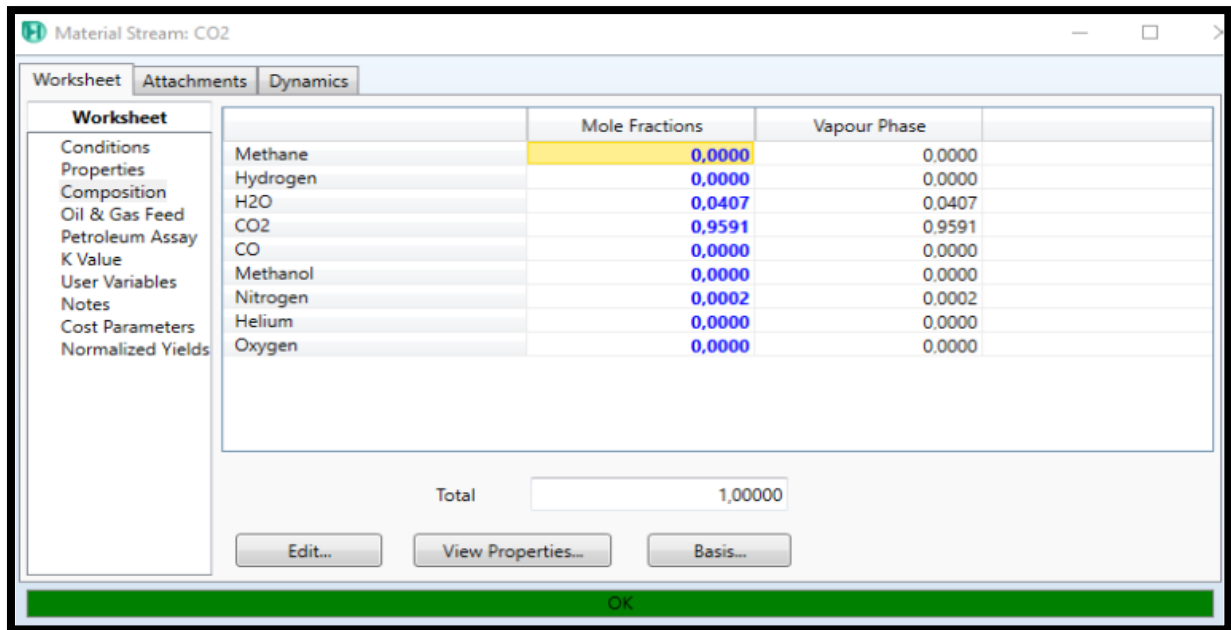 Material Stream: CO2
Worksheet Attachments Dynamics
Worksheet
Conditions
Properties
Composition
Oil & Gas Feed
Petroleum Assay
K Value
User Variables
Notes
Cost Parameters
Normalized Yields
Mole Fractions Vapour Phase
Methane 0,0000 0,0000
Hydrogen 0,0000 0,0000
H2O 0,0407 0,0407
CO2 0,9591 0,9591
CO 0,0000 0,0000
Methanol 0,0000 0,0000
Nitrogen 0,0002 0,0002
Helium 0,0000 0,0000
Oxygen 0,0000 0,0000
Total 1,00000
Edit... View Properties... Basis...
OK